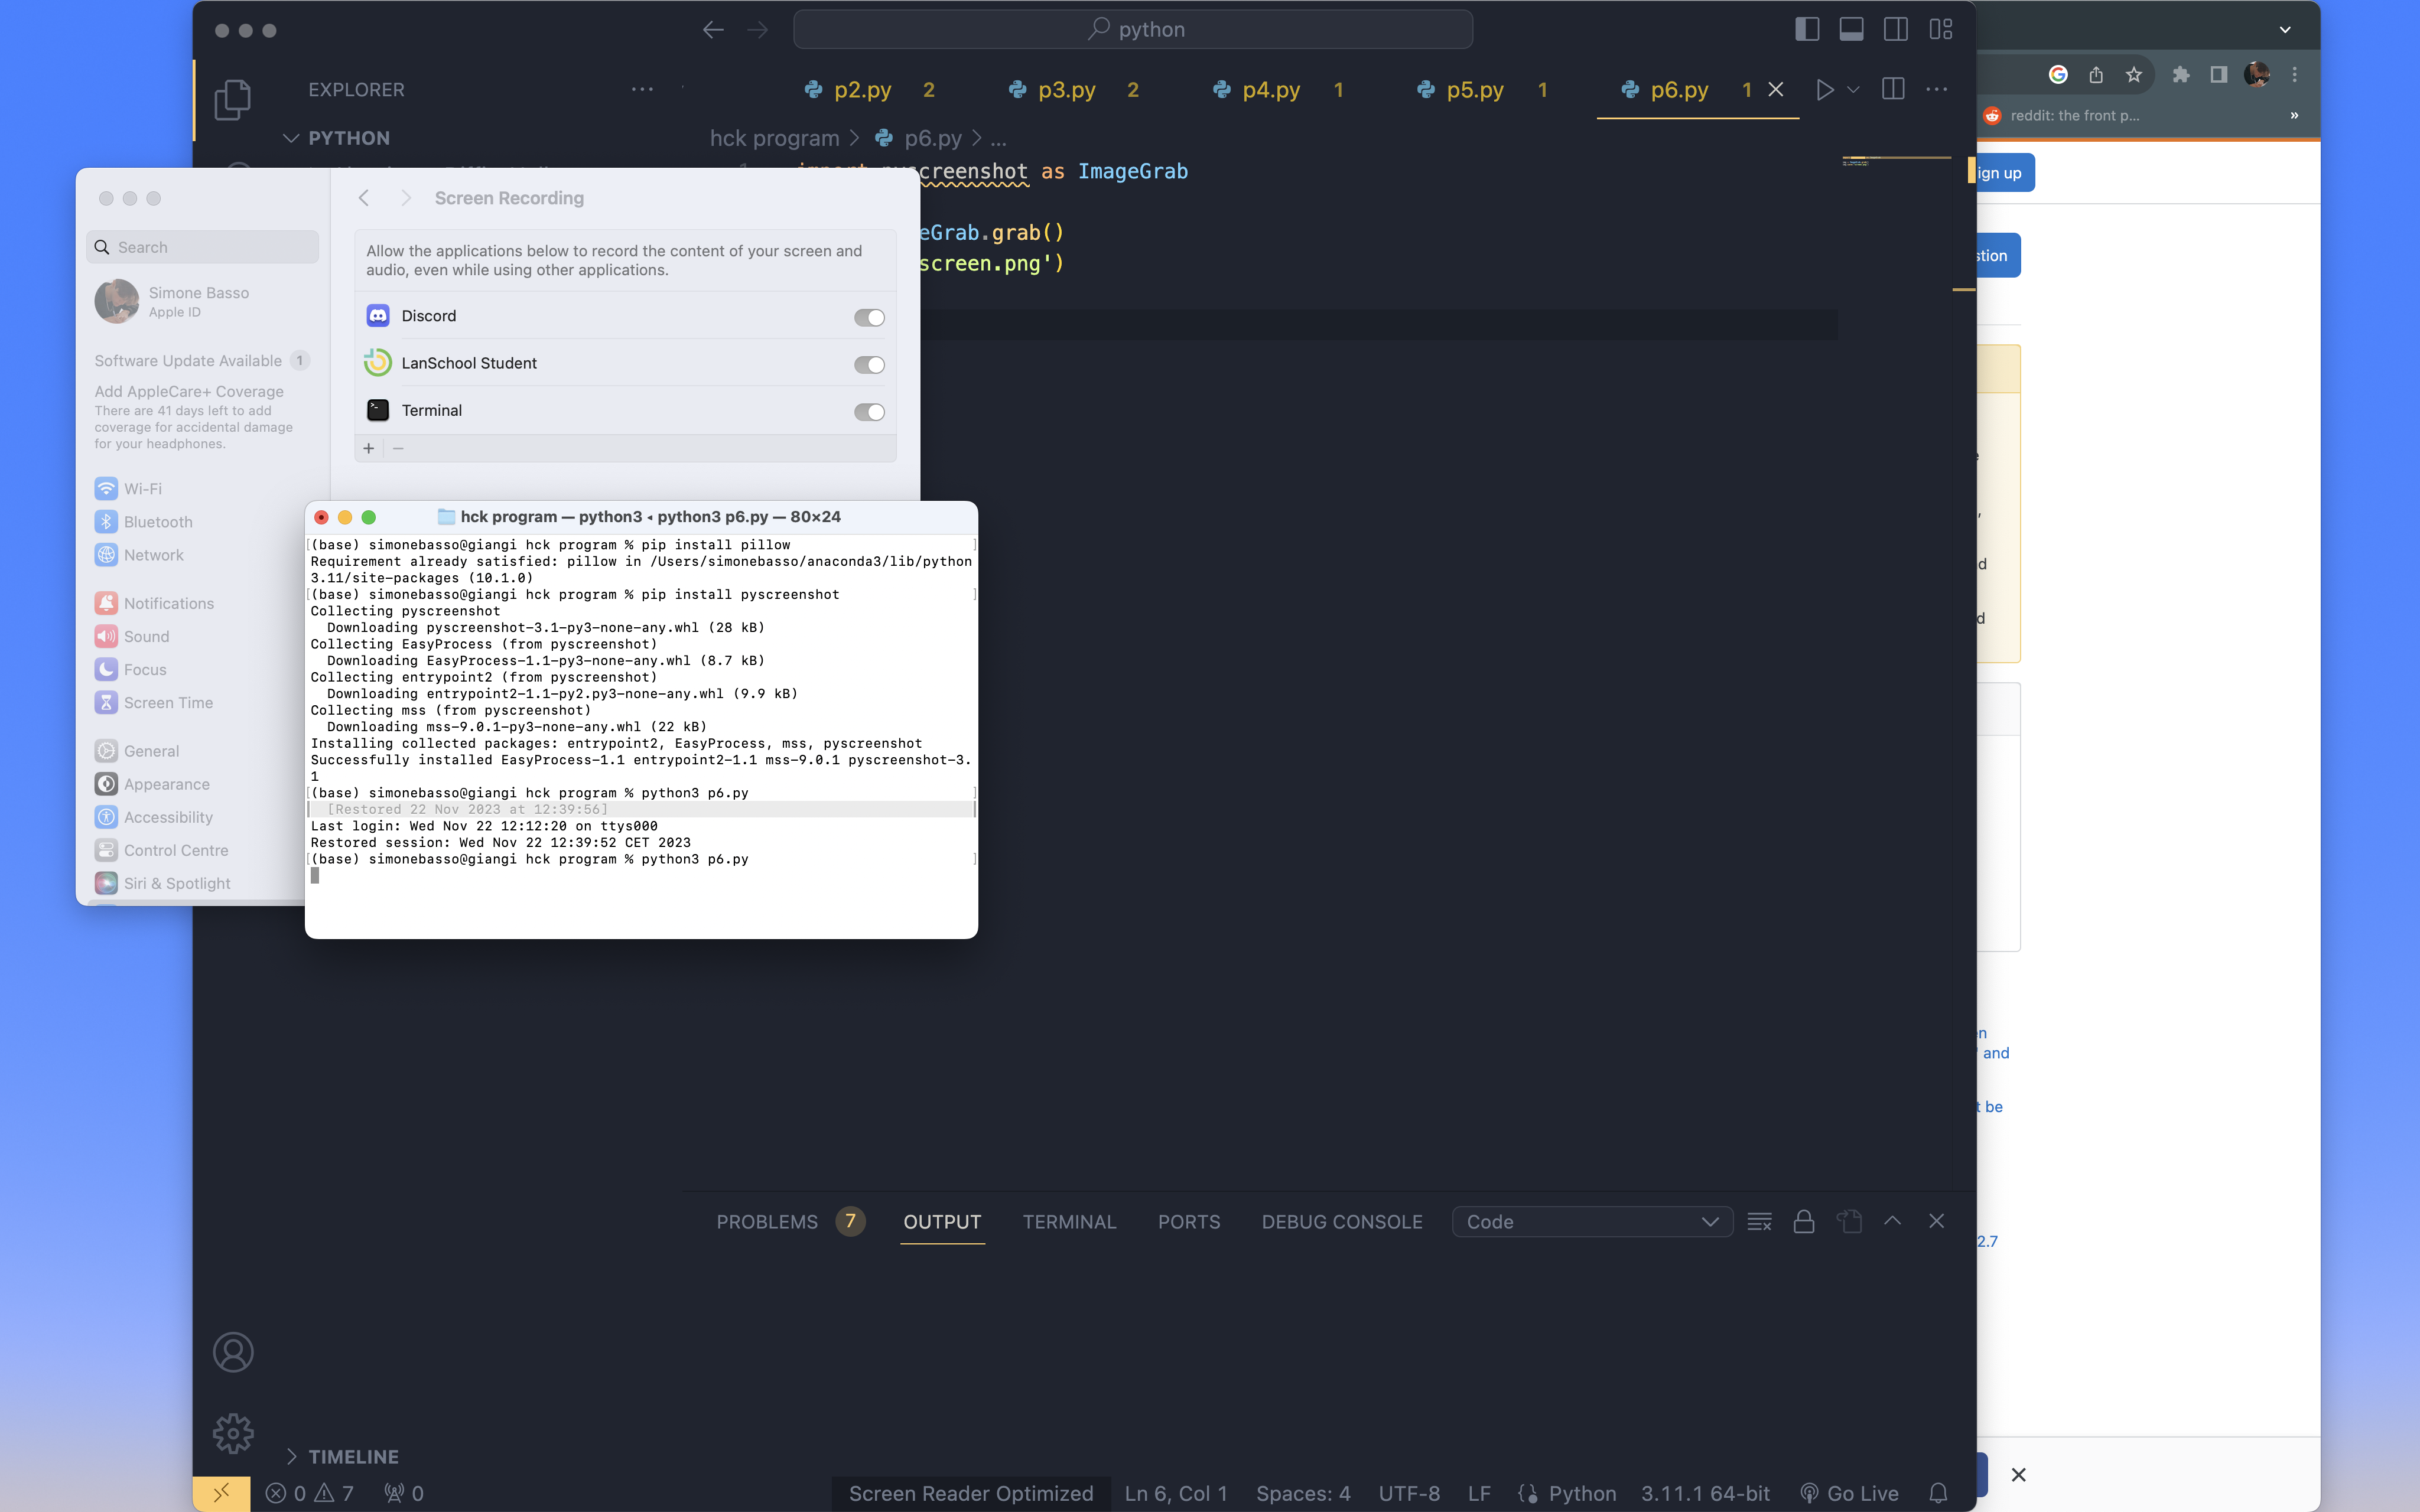 python
EXPLORER
PYTHON
p2.py 2
p3.py 2
p4.py 1
p5.py 1
p6.py 1
hck program > p6.py > ...
creenshot as ImageGrab
eGrab.grab()
screen.png')
reddit: the front p...
ign up
stion
Screen Recording
Search
Simone Basso
Apple ID
Software Update Available 1
Add AppleCare+ Coverage
There are 41 days left to add
coverage for accidental damage
for your headphones.
Wi-Fi
Bluetooth
Network
Notifications
Sound
Focus
Screen Time
General
Appearance
Accessibility
Control Centre
Siri & Spotlight
Allow the applications below to record the content of your screen and
audio, even while using other applications.
Discord
LanSchool Student
Terminal
hck program — python3 ◂ python3 p6.py — 80×24
(base) simonebasso@giangi hck program % pip install pillow
Requirement already satisfied: pillow in /Users/simonebasso/anaconda3/lib/python
3.11/site-packages (10.1.0)
(base) simonebasso@giangi hck program % pip install pyscreenshot
Collecting pyscreenshot
Downloading pyscreenshot-3.1-py3-none-any.whl (28 kB)
Collecting EasyProcess (from pyscreenshot)
Downloading EasyProcess-1.1-py3-none-any.whl (8.7 kB)
Collecting entrypoint2 (from pyscreenshot)
Downloading entrypoint2-1.1-py2.py3-none-any.whl (9.9 kB)
Collecting mss (from pyscreenshot)
Downloading mss-9.0.1-py3-none-any.whl (22 kB)
Installing collected packages: entrypoint2, EasyProcess, mss, pyscreenshot
Successfully installed EasyProcess-1.1 entrypoint2-1.1 mss-9.0.1 pyscreenshot-3.
1
(base) simonebasso@giangi hck program % python3 p6.py
[Restored 22 Nov 2023 at 12:39:56]
Last login: Wed Nov 22 12:12:20 on ttys000
Restored session: Wed Nov 22 12:39:52 CET 2023
(base) simonebasso@giangi hck program % python3 p6.py
d
d
en
' and
t be
2.7
PROBLEMS 7
OUTPUT
TERMINAL
PORTS
DEBUG CONSOLE
Code
TIMELINE
0 7 0
Screen Reader Optimized
Ln 6, Col 1
Spaces: 4
UTF-8
LF
Python
3.11.1 64-bit
Go Live